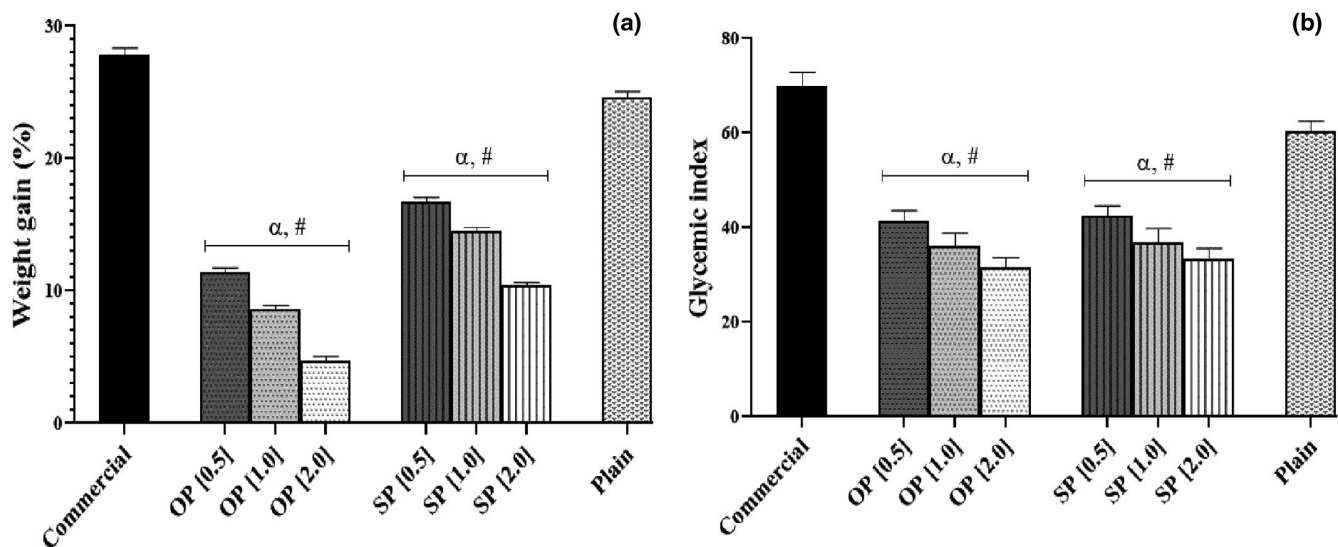 (a)
Weight gain (%)
30
20
10
0
α, #
α, #
Commercial
OP [0.5]
OP [1.0]
OP [2.0]
SP [0.5]
SP [1.0]
SP [2.0]
Plain
(b)
Glycemic index
80
60
40
20
0
α, #
α, #
Commercial
OP [0.5]
OP [1.0]
OP [2.0]
SP [0.5]
SP [1.0]
SP [2.0]
Plain